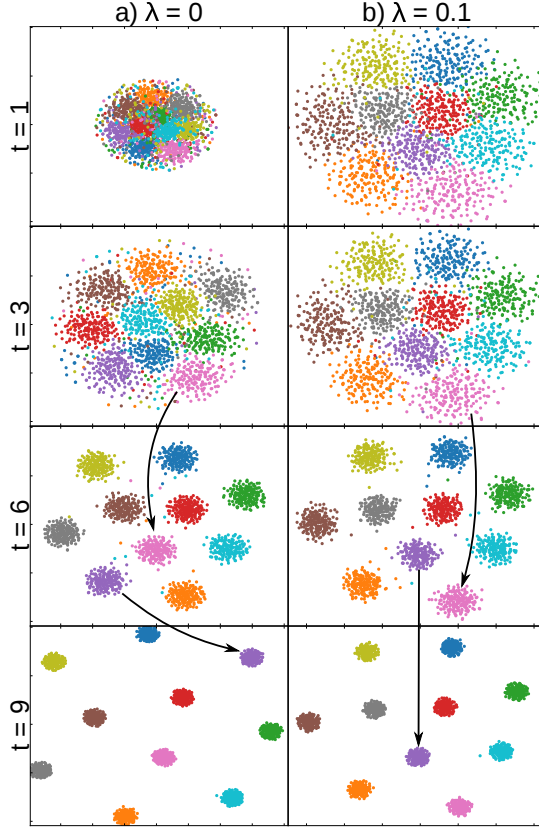 a) λ = 0
b) λ = 0.1
t = 1
t = 3
t = 6
t = 9